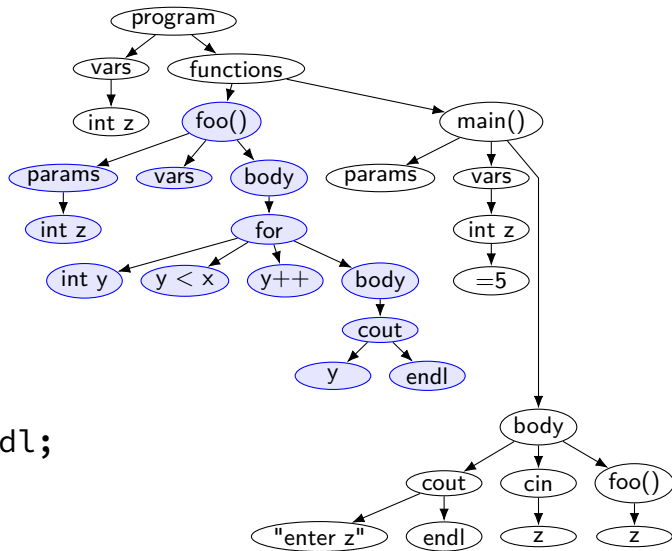 program
vars functions
int z foo() main()
params vars body params vars
int z for int z
int y y < x y++ body =5
cout
y endl
body
dl;
cout cin foo()
"enter z" endl z z